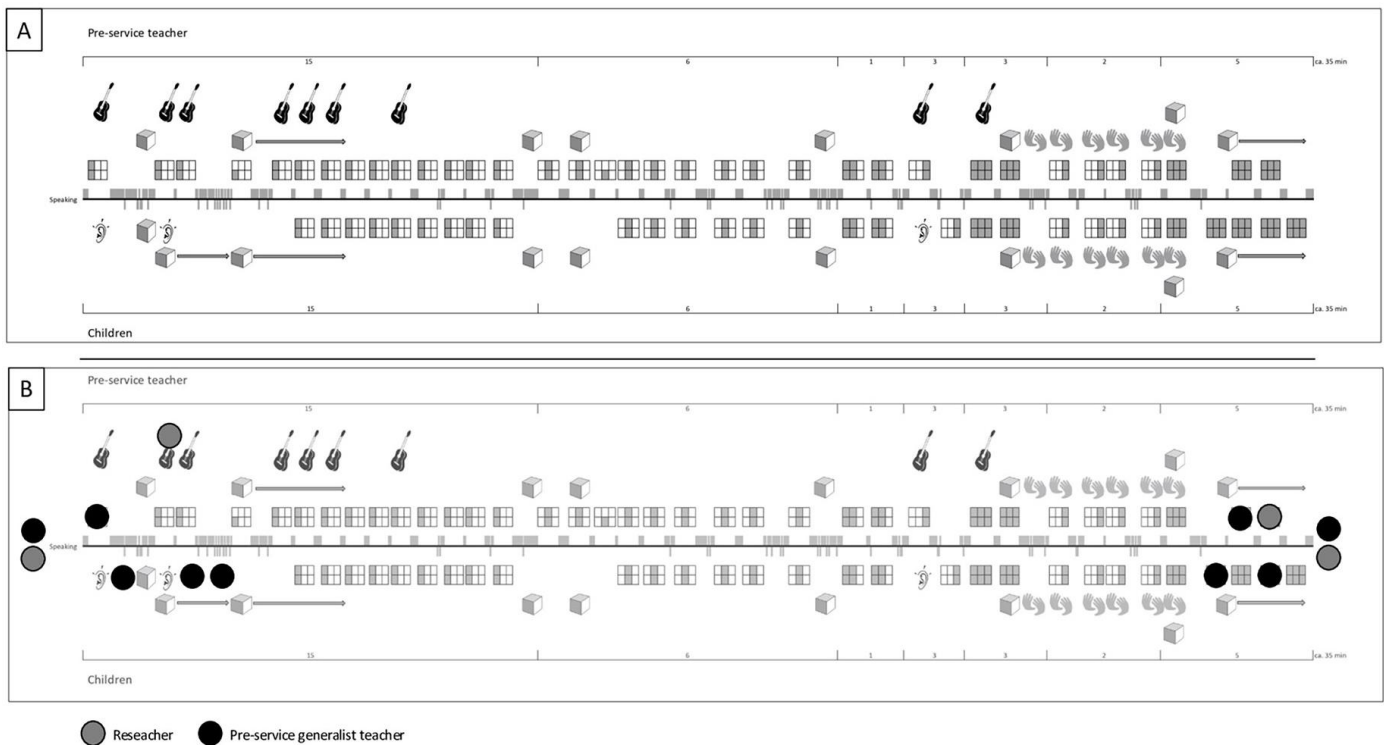 A
Pre-service teacher
15 6 1 3 3 2 5 ca. 35 min
Speaking
15 6 1 3 3 2 5 ca. 35 min
Children
B
Pre-service teacher
15 6 1 3 3 2 5 ca. 35 min
Speaking
15 6 1 3 3 2 5 ca. 35 min
Children
Reseacher Pre-service generalist teacher